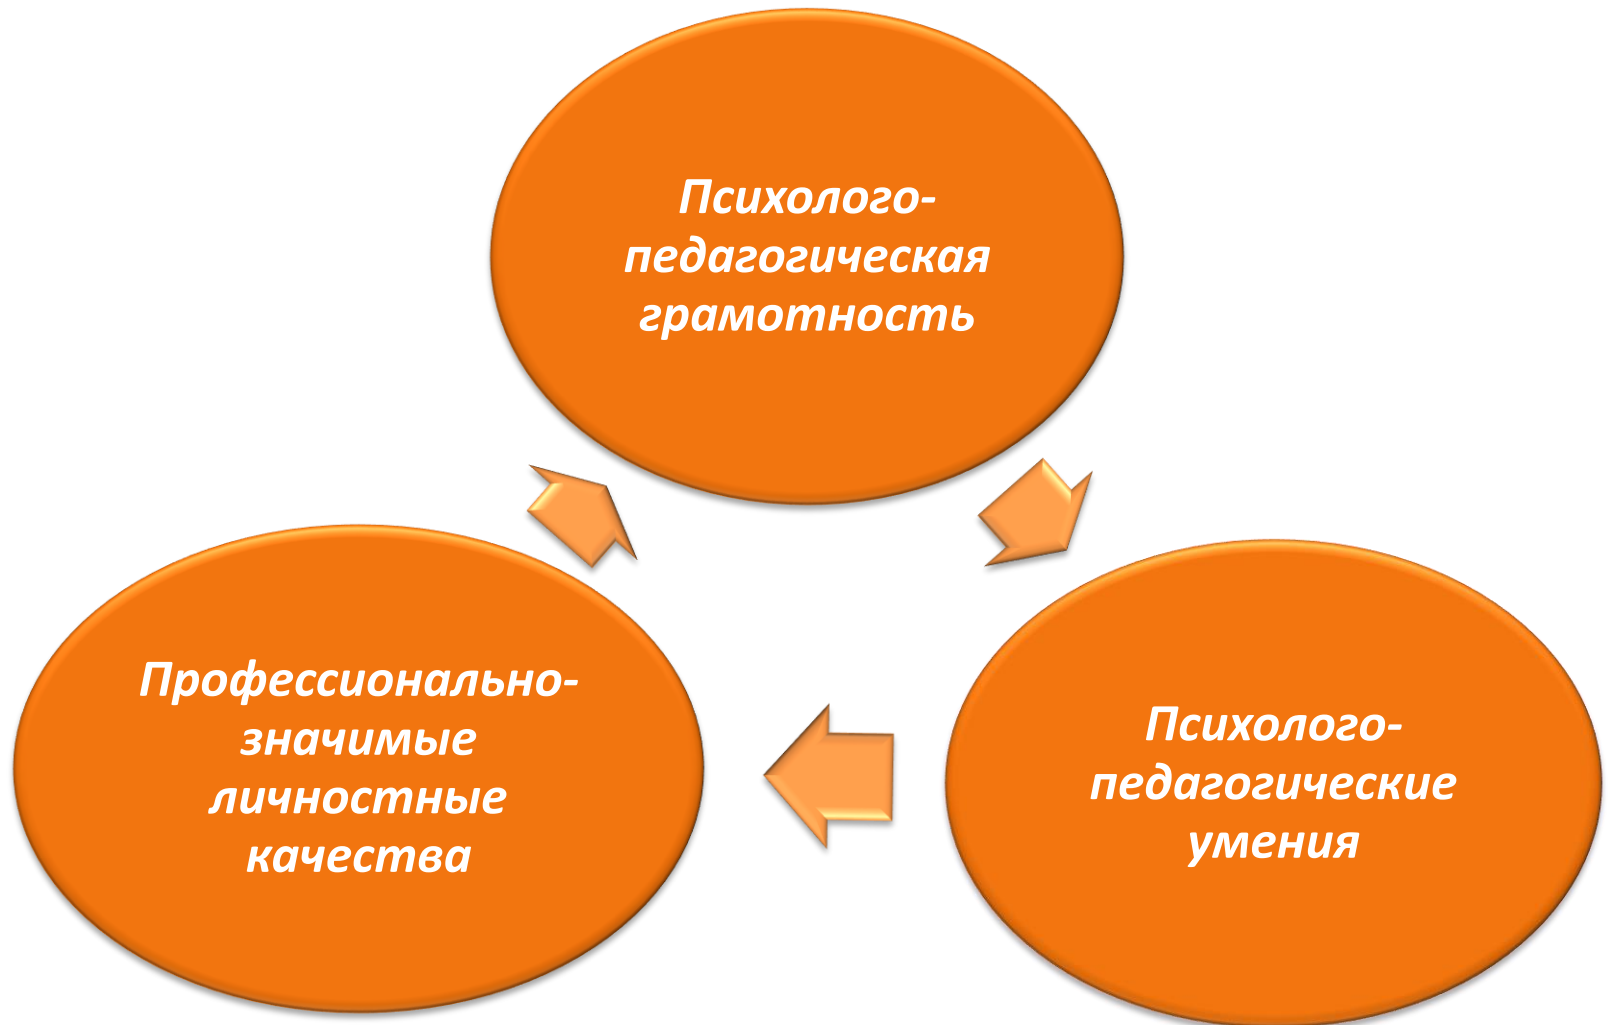 Психолого-
педагогическая
грамотность
Профессионально-
значимые
личностные
качества
Психолого-
педагогические
умения